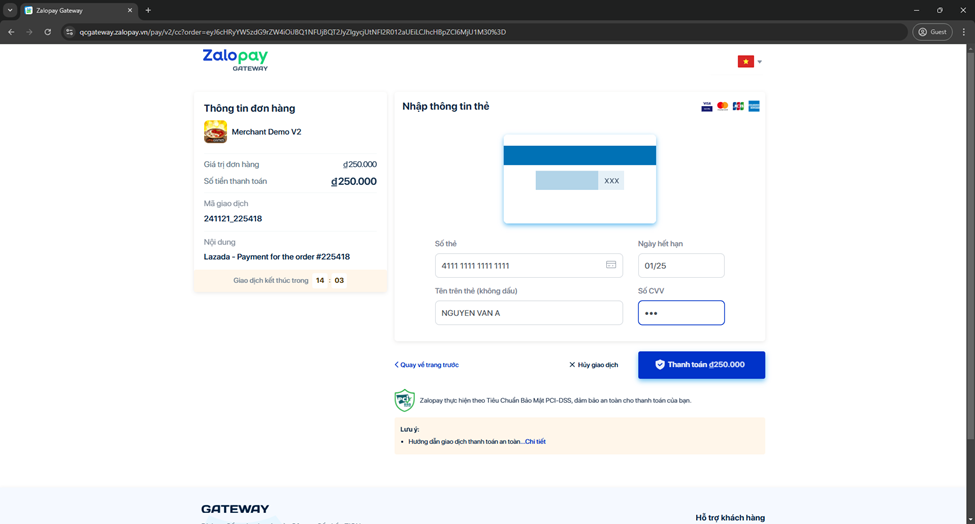 Zalopay Gateway
qcgateway.zalopay.vn/pay/v2/cc?order=eyJ6cHRyYW5zdG9rZW4iOiJBQ1NFUjBQT2JyZlgycjUtNFI2R012aUEiLCJhcHBpZCI6MjU1M30%3D
Guest
Zalopay
GATEWAY
Thông tin đơn hàng
Merchant Demo V2
Giá trị đơn hàng ₫250.000
Số tiền thanh toán ₫250.000
Mã giao dịch
241121_225418
Nội dung
Lazada - Payment for the order #225418
Giao dịch kết thúc trong 14 : 03
Nhập thông tin thẻ
VISA
JCB
XXX
Số thẻ
Ngày hết hạn
4111 1111 1111 1111
01/25
Tên trên thẻ (không dấu)
Số CVV
NGUYEN VAN A
•••
Quay về trang trước
Hủy giao dịch
Thanh toán ₫250.000
PCI DSS
Zalopay thực hiện theo Tiêu Chuẩn Bảo Mật PCI-DSS, đảm bảo an toàn cho thanh toán của bạn.
Lưu ý:
• Hướng dẫn giao dịch thanh toán an toàn...Chi tiết
GATEWAY
Hỗ trợ khách hàng